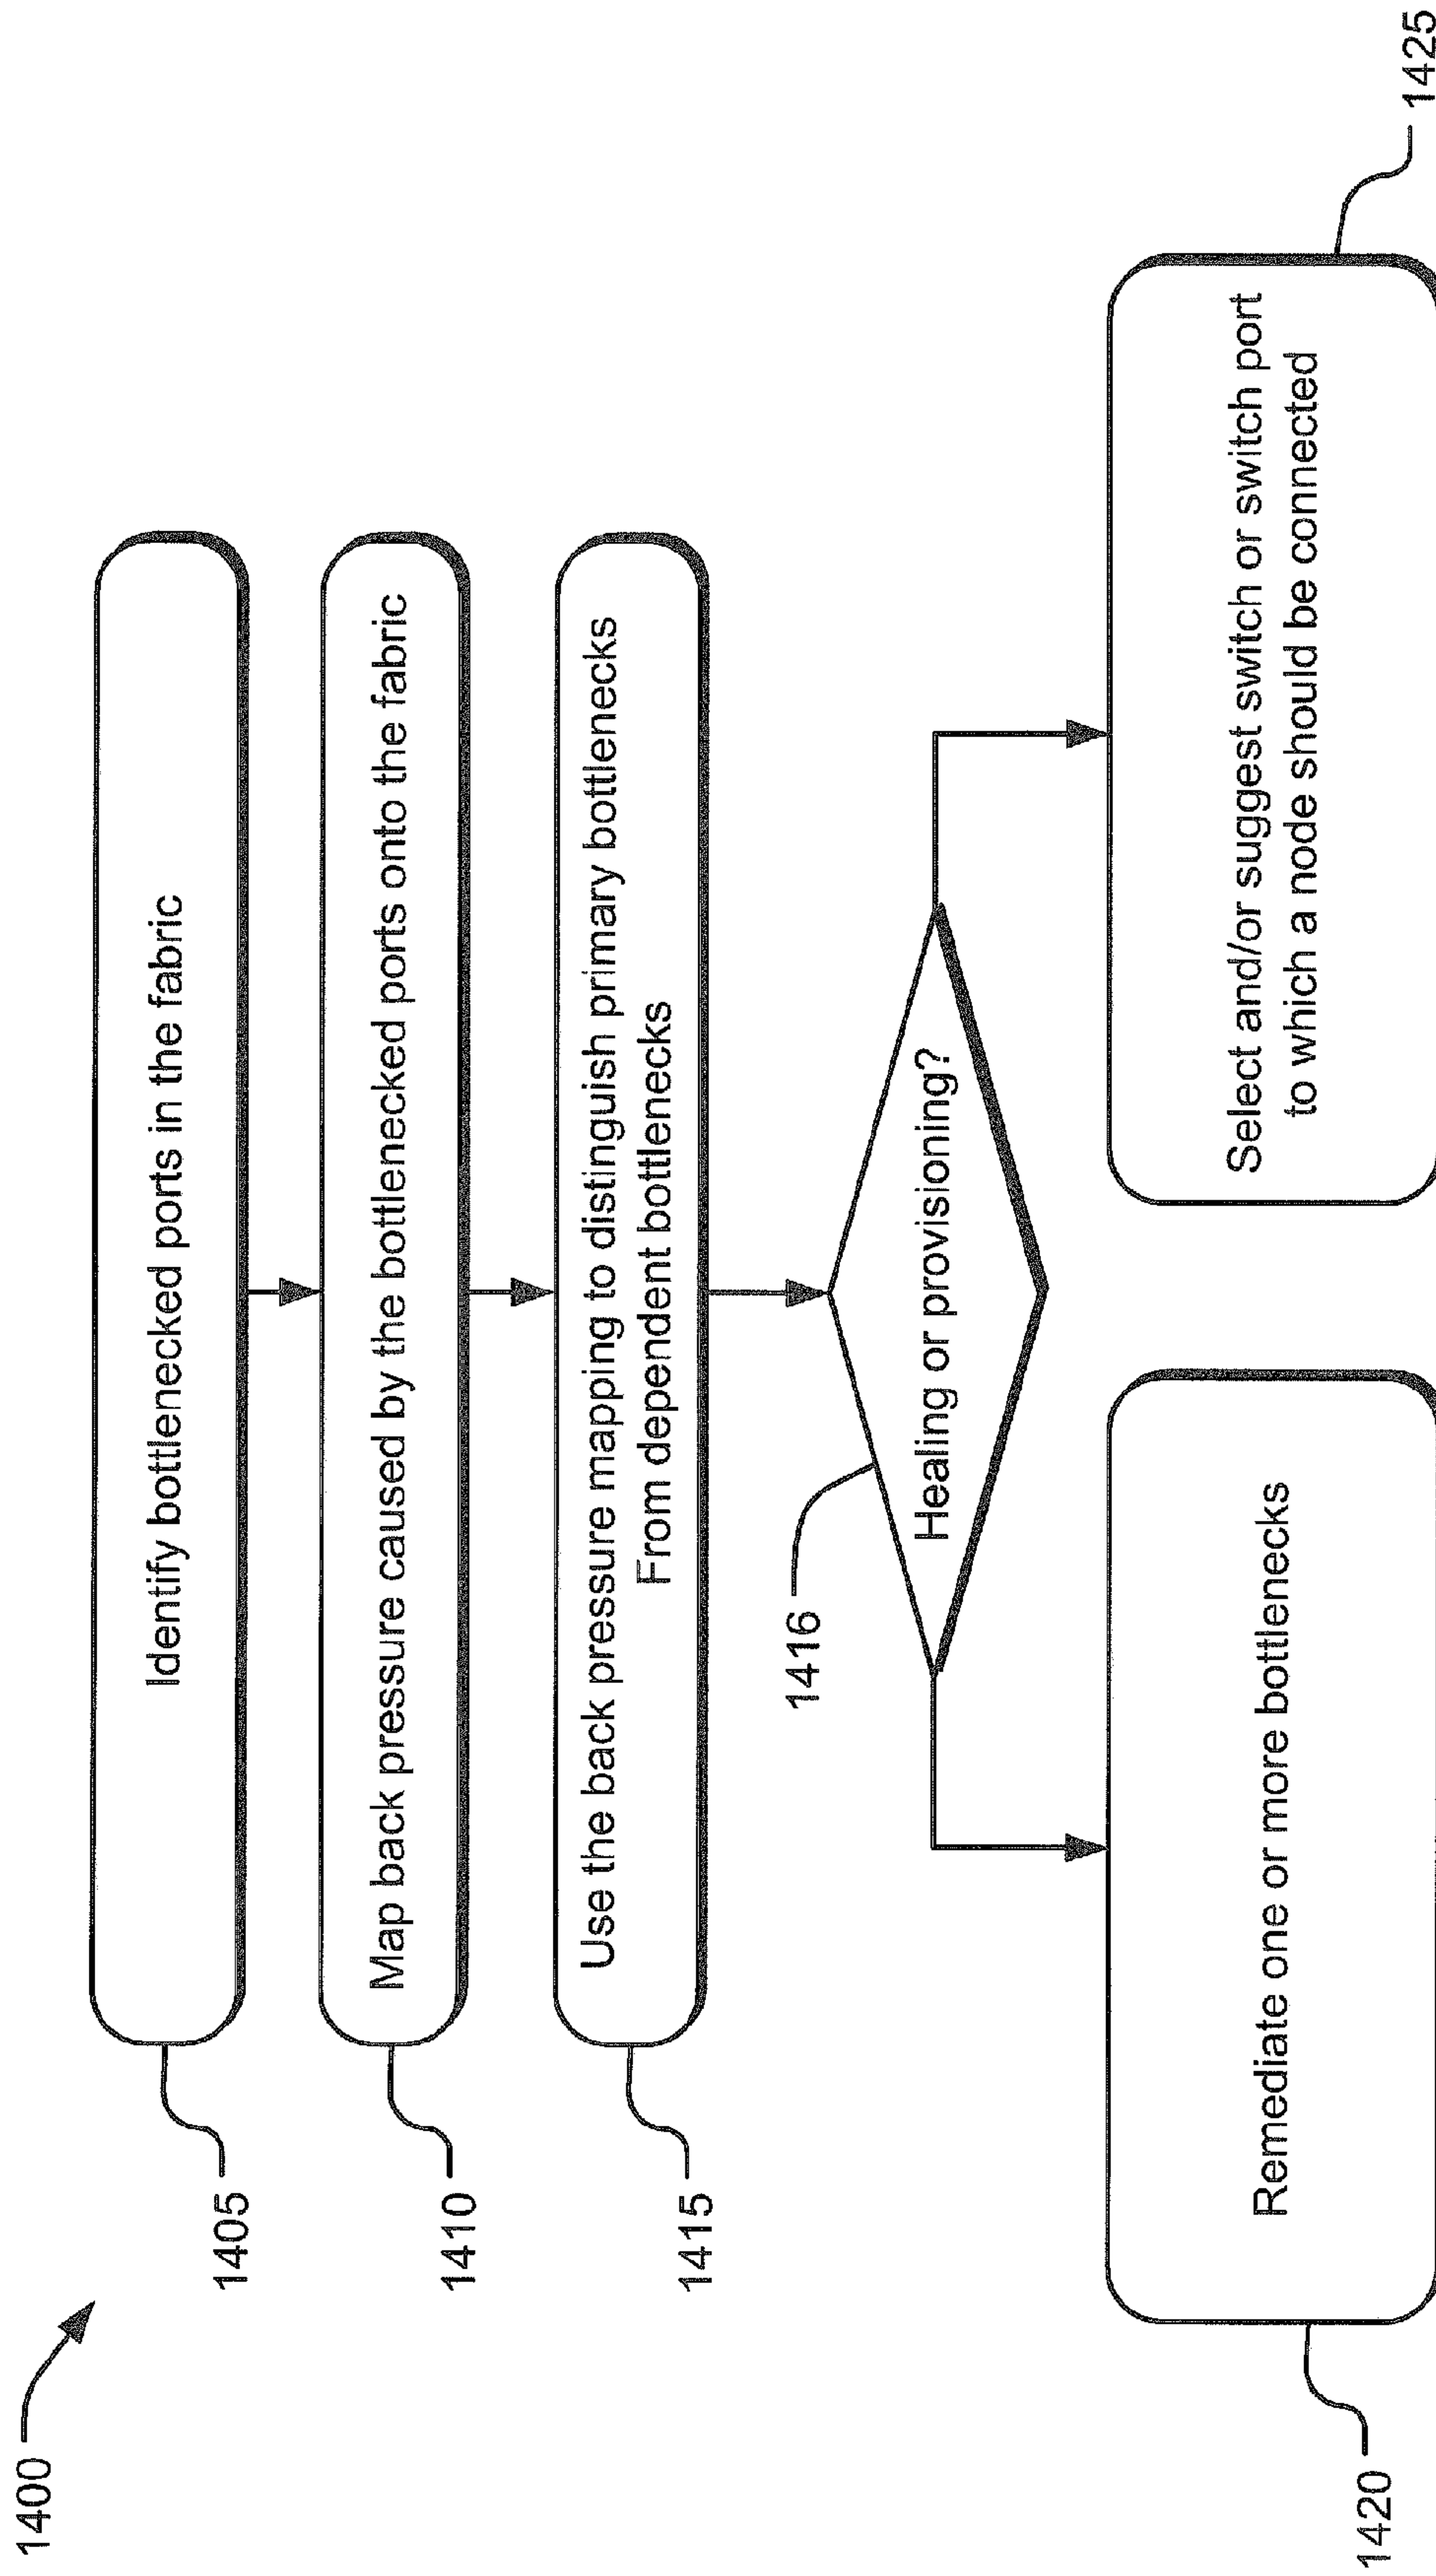 1400
1405
Identify bottlenecked ports in the fabric
1410
Map back pressure caused by the bottlenecked ports onto the fabric
1415
Use the back pressure mapping to distinguish primary bottlenecks
From dependent bottlenecks
1416
Healing or provisioning?
1420
Remediate one or more bottlenecks
Select and/or suggest switch or switch port
to which a node should be connected
1425